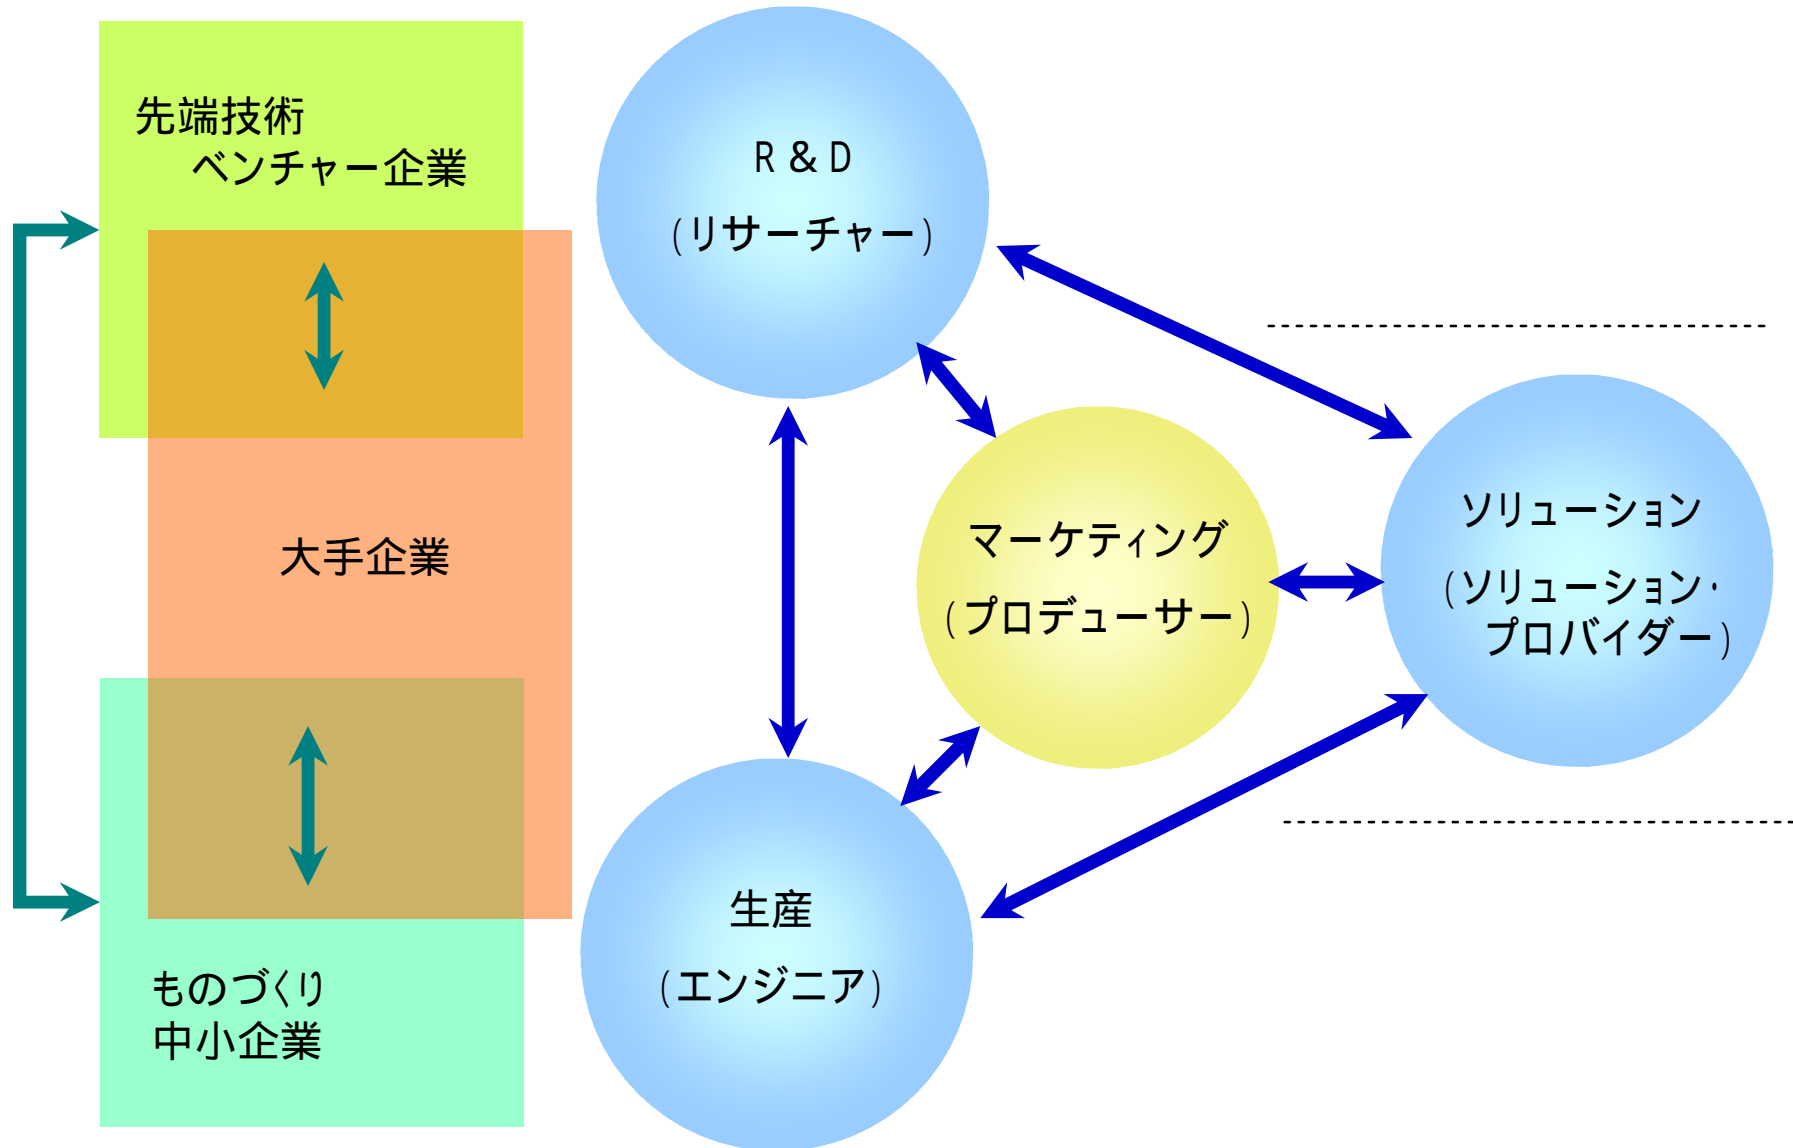 先端技術
ベンチャー企業
大手企業
ものづくり
中小企業
R&D
(リサーチャー)
マーケティング
(プロデューサー)
ソリューション
(ソリューション・
プロバイダー)
生産
(エンジニア)